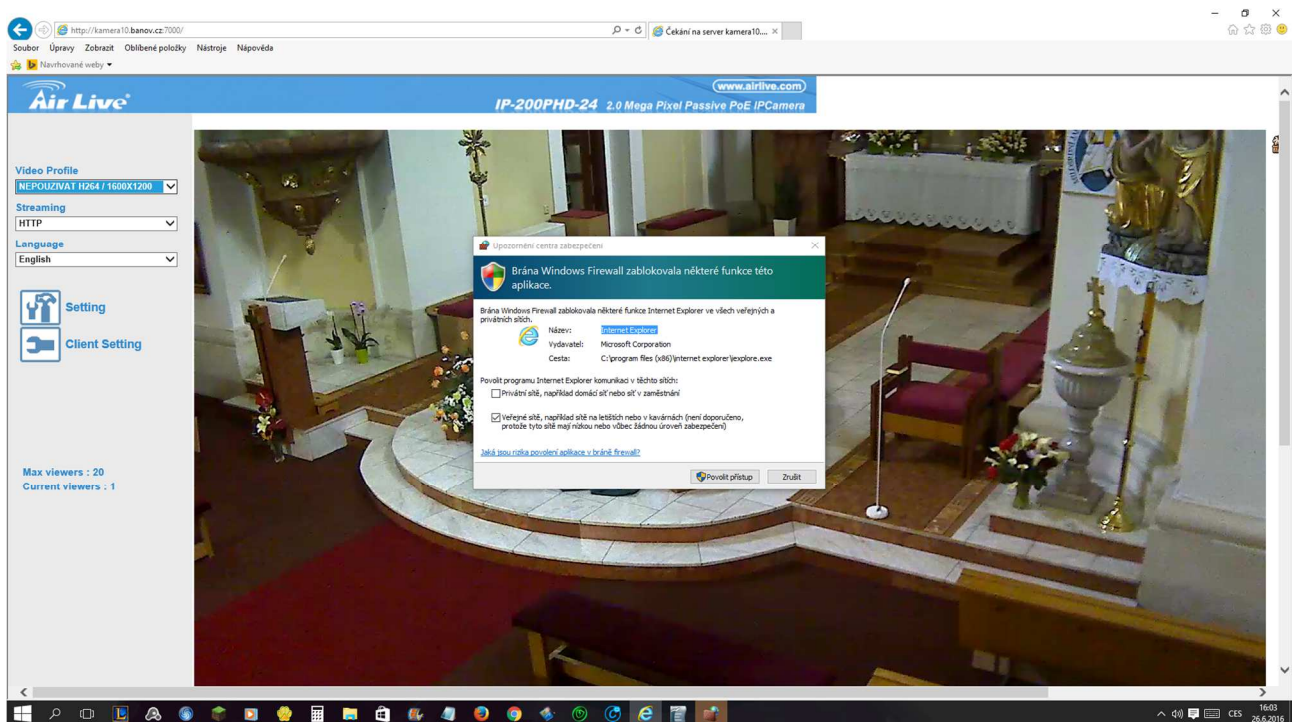 http://kamera10.banov.cz:7000/
Čekání na server kamera10....
Soubor Úpravy Zobrazit Oblíbené položky Nástroje Nápověda
Navrhované weby
Air Live®
www.airlive.com
IP-200PHD-24 2.0 Mega Pixel Passive PoE IPCamera
Video Profile
NEPOUZIVAT H264 / 1600X1200
Streaming
HTTP
Language
English
Setting
Client Setting
Max viewers : 20
Current viewers : 1
Upozornění centra zabezpečení
Brána Windows Firewall zablokovala některé funkce této
aplikace.
Brána Windows Firewall zablokovala některé funkce Internet Explorer ve všech veřejných a
privátních sítích.
Název: Internet Explorer
Vydavatel: Microsoft Corporation
Cesta: C:\program files (x86)\internet explorer\iexplore.exe
Povolit programu Internet Explorer komunikaci v těchto sítích:
Privátní sítě, například domácí síť nebo síť v zaměstnání
Veřejné sítě, například sítě na letištích nebo v kavárnách (není doporučeno,
protože tyto sítě mají nízkou nebo vůbec žádnou úroveň zabezpečení)
Jaká jsou rizika povolení aplikace v bráně firewall?
Povolit přístup Zrušit
CES
16:03
26.6.2016